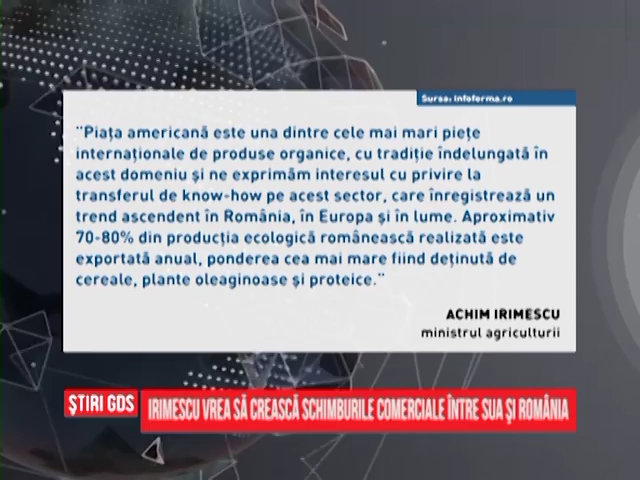 Sursa: infoferma.ro
"Piața americană este una dintre cele mai mari piețe
internaționale de produse organice, cu tradiție îndelungată în
acest domeniu și ne exprimăm interesul cu privire la
transferul de know-how pe acest sector, care înregistrează un
trend ascendent în România, în Europa și în lume. Aproximativ
70-80% din producția ecologică românească realizată este
exportată anual, ponderea cea mai mare fiind deținută de
cereale, plante oleaginoase și proteice."
ACHIM IRIMESCU
ministrul agriculturii
ȘTIRI GDS
IRIMESCU VREA SĂ CREASCĂ SCHIMBURILE COMERCIALE ÎNTRE SUA ȘI ROMÂNIA